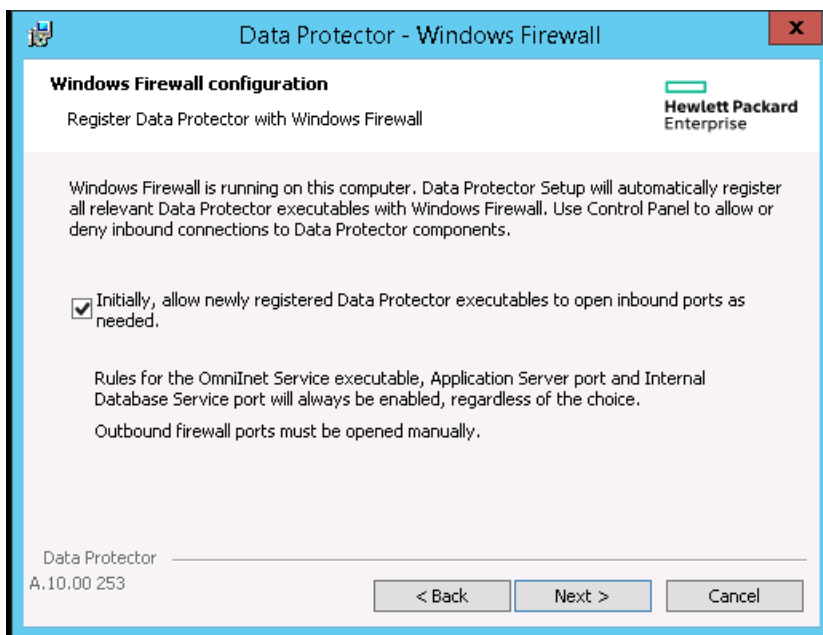 Data Protector - Windows Firewall
x
Windows Firewall configuration
Register Data Protector with Windows Firewall
Hewlett Packard
Enterprise
Windows Firewall is running on this computer. Data Protector Setup will automatically register
all relevant Data Protector executables with Windows Firewall. Use Control Panel to allow or
deny inbound connections to Data Protector components.
Initially, allow newly registered Data Protector executables to open inbound ports as
needed.
Rules for the OmniInet Service executable, Application Server port and Internal
Database Service port will always be enabled, regardless of the choice.
Outbound firewall ports must be opened manually.
Data Protector
A.10.00 253
< Back
Next >
Cancel